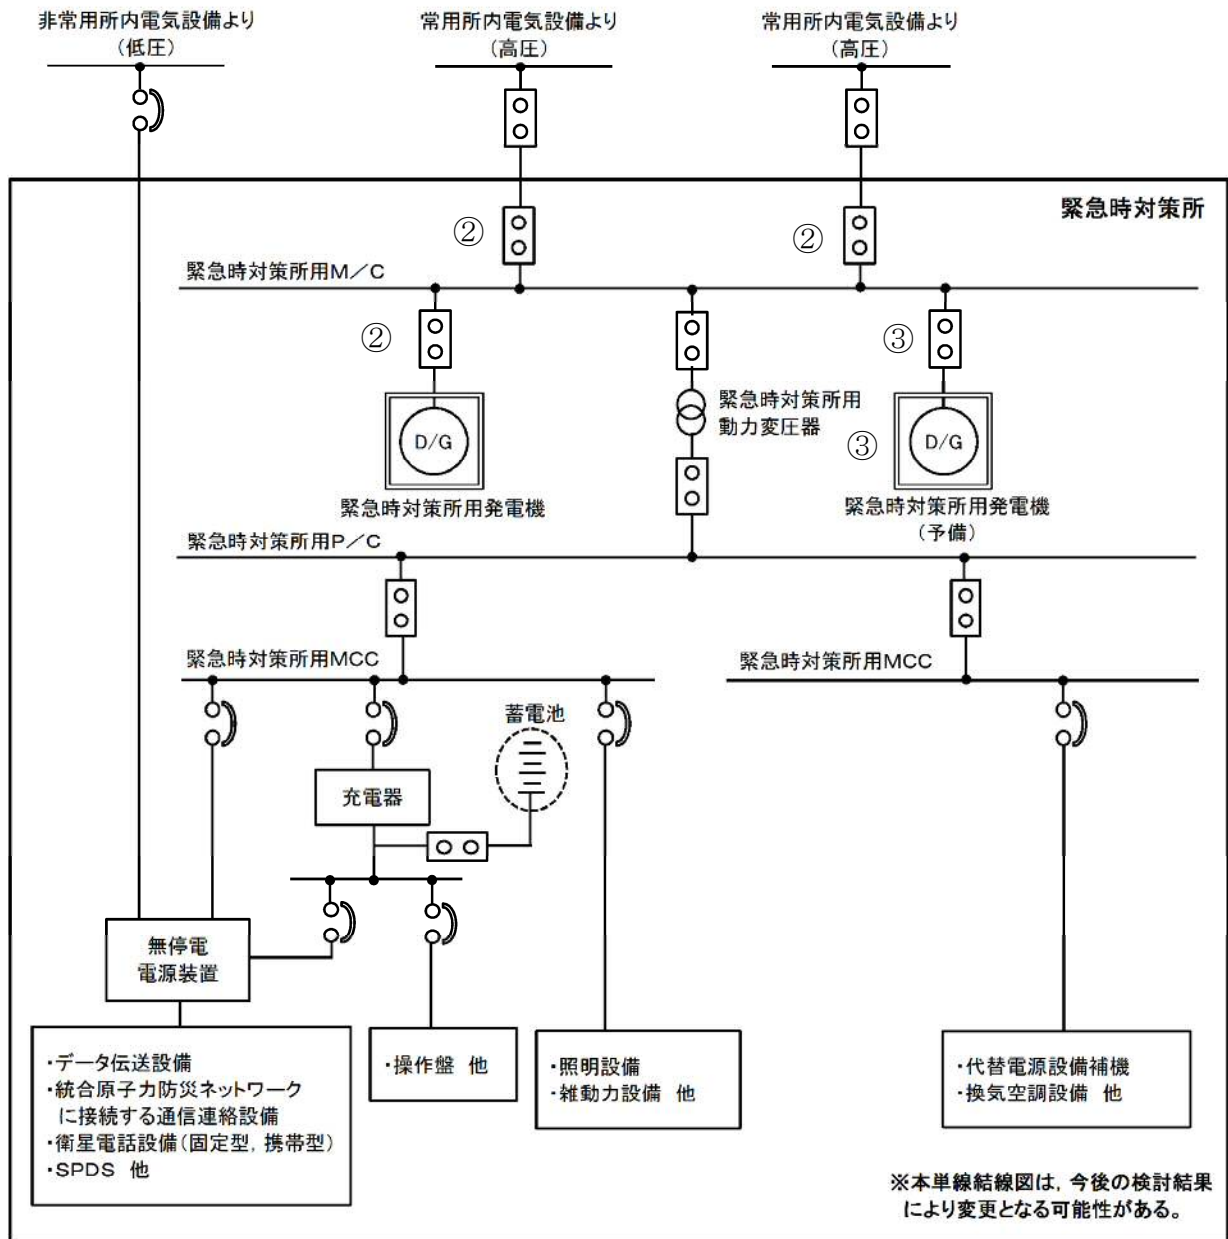 非常用所内電気設備より
（低圧）
常用所内電気設備より
（高圧）
常用所内電気設備より
（高圧）
緊急時対策所
②
②
緊急時対策所用M／C
②
③
緊急時対策所用
動力変圧器
D/G
③
D/G
緊急時対策所用発電機
緊急時対策所用発電機
（予備）
緊急時対策所用P／C
緊急時対策所用MCC
緊急時対策所用MCC
蓄電池
充電器
無停電
電源装置
・データ伝送設備
・統合原子力防災ネットワーク
に接続する通信連絡設備
・衛星電話設備（固定型，携帯型）
・SPDS 他
・操作盤 他
・照明設備
・雑動力設備 他
・代替電源設備補機
・換気空調設備 他
※本単線結線図は，今後の検討結果
により変更となる可能性がある。